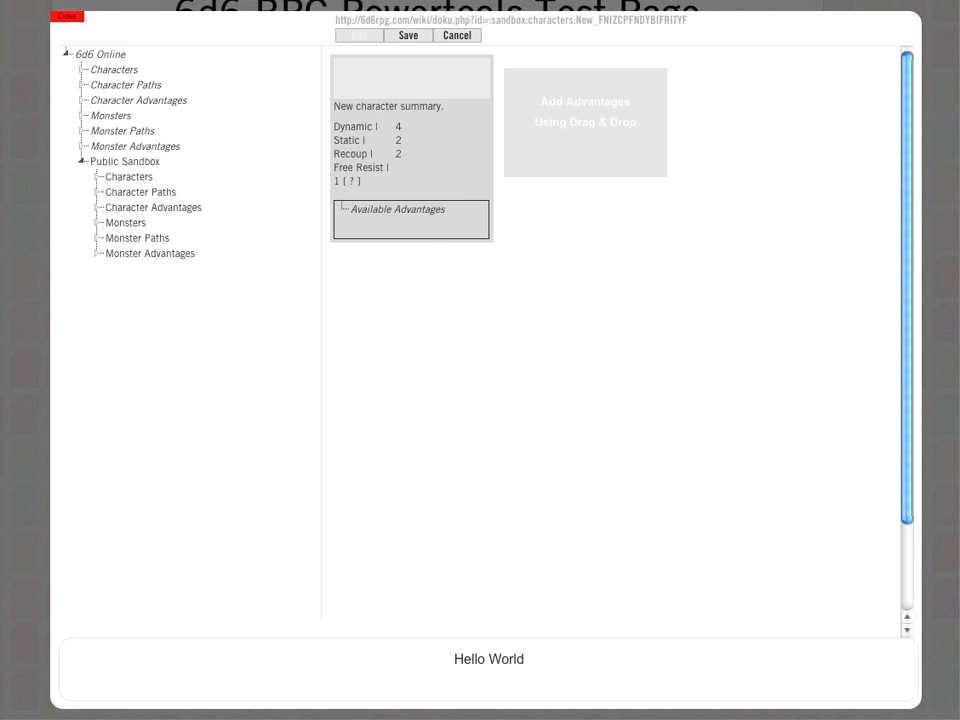 6d6 RPG Powertools Test Page
Close
http://6d6rpg.com/wiki/doku.php?id=:sandbox:characters:New_FNIZCPFNDYBIFRITYF
Edit
Save
Cancel
6d6 Online
Characters
Character Paths
Character Advantages
Monsters
Monster Paths
Monster Advantages
Public Sandbox
Characters
Character Paths
Character Advantages
Monsters
Monster Paths
Monster Advantages
New character summary.
Dynamic | 4
Static | 2
Recoup | 2
Free Resist |
1 [ ? ]
Available Advantages
Add Advantages
Using Drag & Drop
Hello World